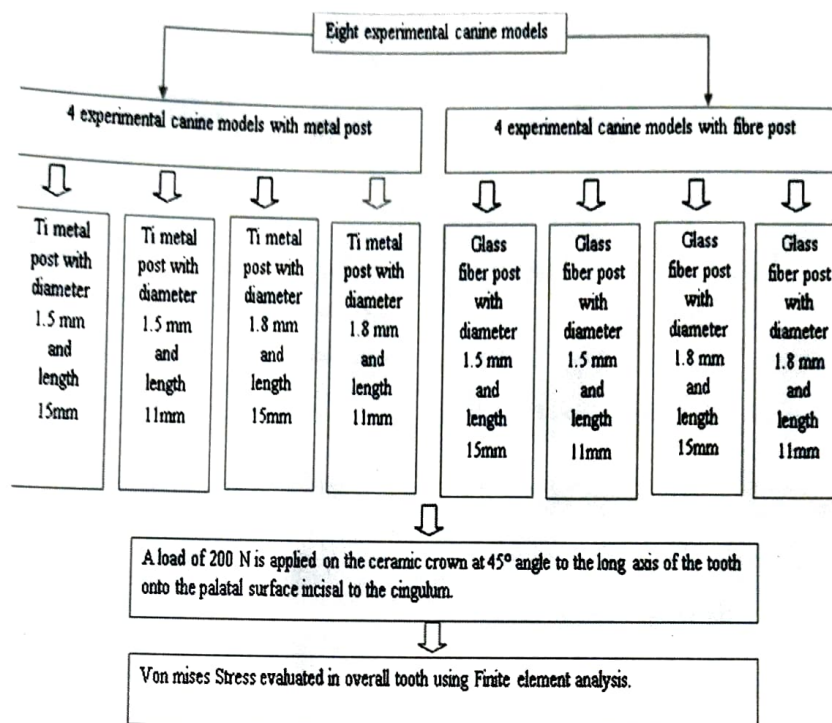 Eight experimental canine models
4 experimental canine models with metal post
4 experimental canine models with fibre post
Ti metal
post with
diameter
1.5 mm
and
length
15mm
Ti metal
post with
diameter
1.5 mm
and
length
11mm
Ti metal
post with
diameter
1.8 mm
and
length
15mm
Ti metal
post with
diameter
1.8 mm
and
length
11mm
Glass
fiber post
with
diameter
1.5 mm
and
length
15mm
Glass
fiber post
with
diameter
1.5 mm
and
length
11mm
Glass
fiber post
with
diameter
1.8 mm
and
length
15mm
Glass
fiber post
with
diameter
1.8 mm
and
length
11mm
A load of 200 N is applied on the ceramic crown at 45° angle to the long axis of the tooth
onto the palatal surface incisal to the cingulum.
Von mises Stress evaluated in overall tooth using Finite element analysis.